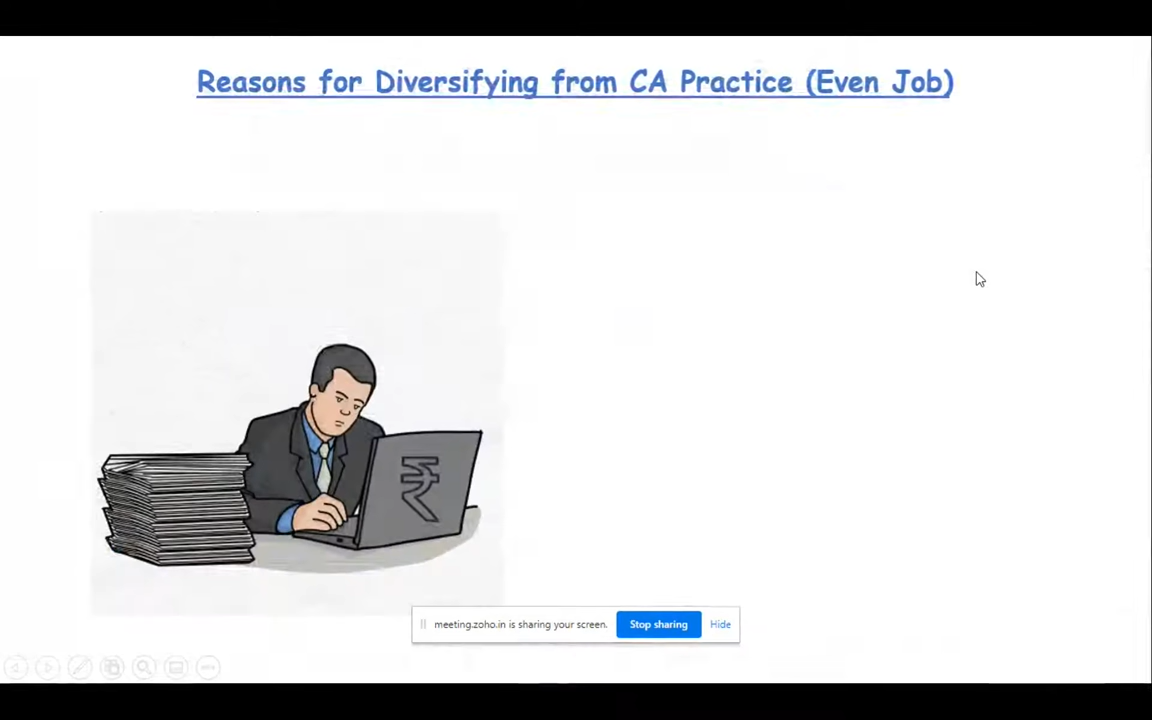 Reasons for Diversifying from CA Practice (Even Job)
₹
meeting.zoho.in is sharing your screen.
Stop sharing
Hide